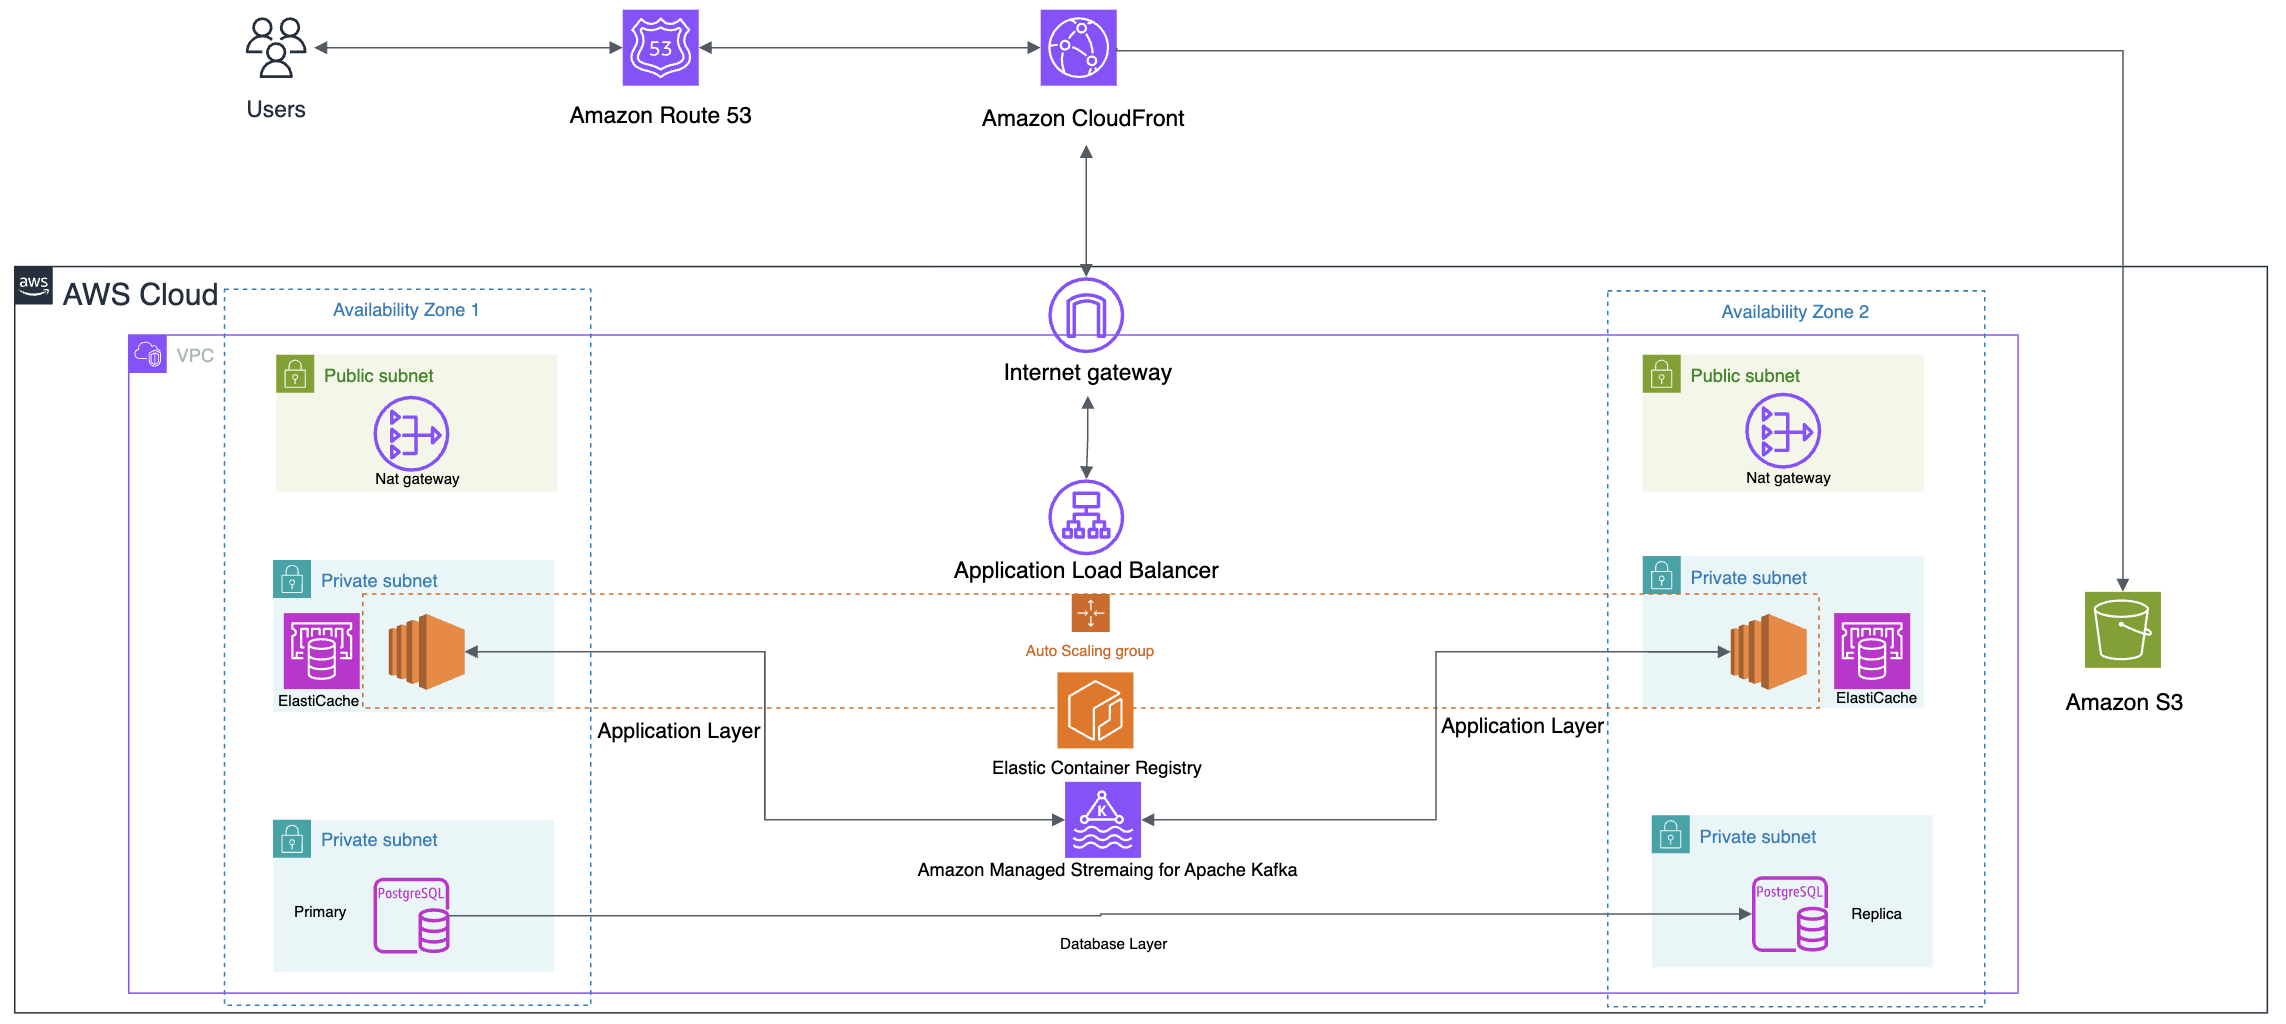 53
Users
Amazon Route 53
Amazon CloudFront
aws
AWS Cloud
Availability Zone 1
Availability Zone 2
VPC
Public subnet
Nat gateway
Internet gateway
Public subnet
Nat gateway
Application Load Balancer
Private subnet
ElastiCache
Auto Scaling group
Private subnet
ElastiCache
Amazon S3
Application Layer
Application Layer
Elastic Container Registry
K
Amazon Managed Stremaing for Apache Kafka
Private subnet
PostgreSQL
Primary
Private subnet
PostgreSQL
Replica
Database Layer